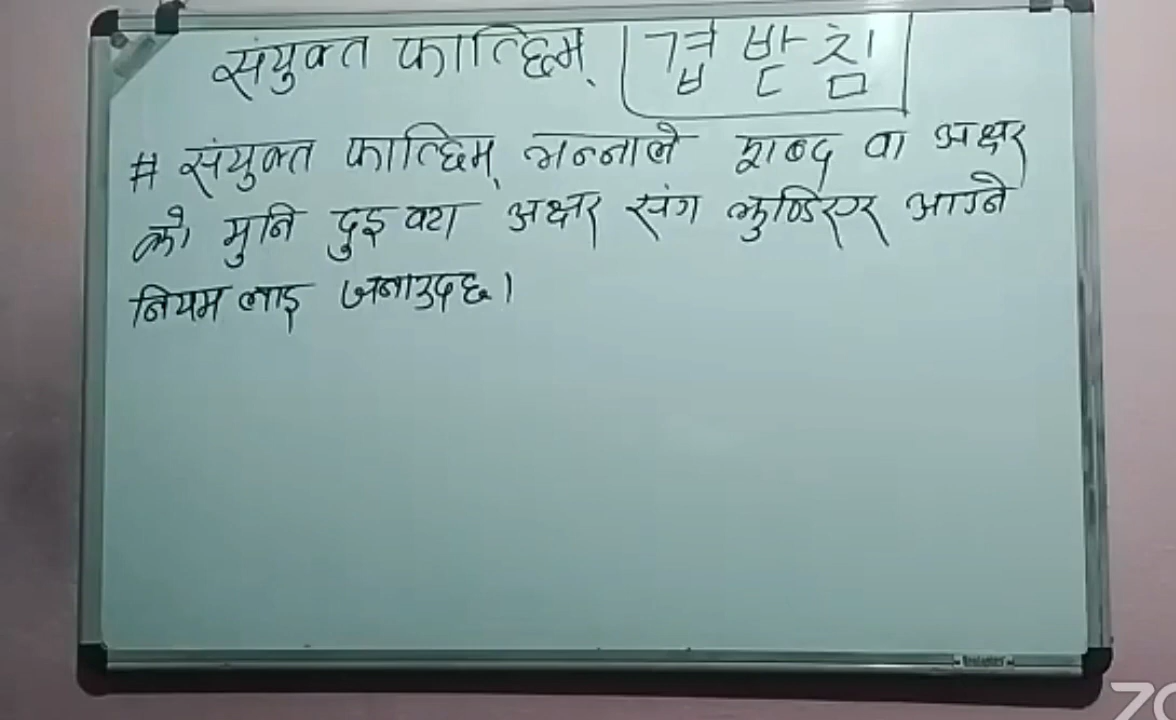 संयुक्त फात्छिम् 겹받침
# संयुक्त फात्छिम् भन्नाले शब्द वा अक्षर
को मुनि दुइ वटा अक्षर संग झुण्डिएर आउने
नियम लाइ जनाउदछ।